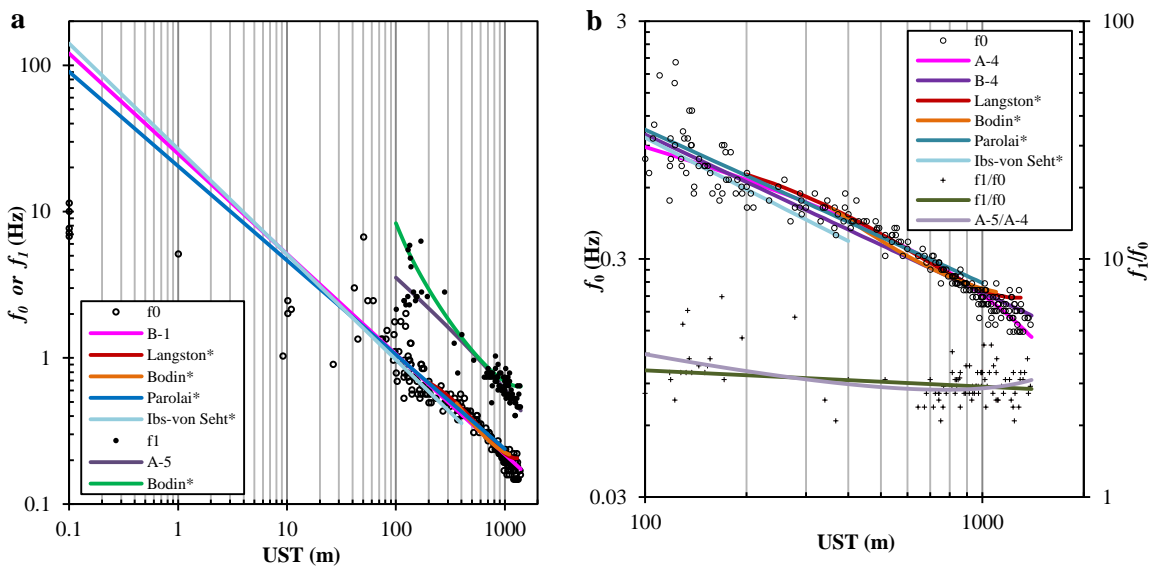 a
100
10
1
0.1
f₀ or f₁ (Hz)
f0
B-1
Langston*
Bodin*
Parolai*
Ibs-von Seht*
f1
A-5
Bodin*
0.1
1
10
100
1000
UST (m)
b
3
0.3
0.03
f₀ (Hz)
f0
A-4
B-4
Langston*
Bodin*
Parolai*
Ibs-von Seht*
f1/f0
f1/f0
A-5/A-4
100
10
1
f₁/f₀
100
1000
UST (m)